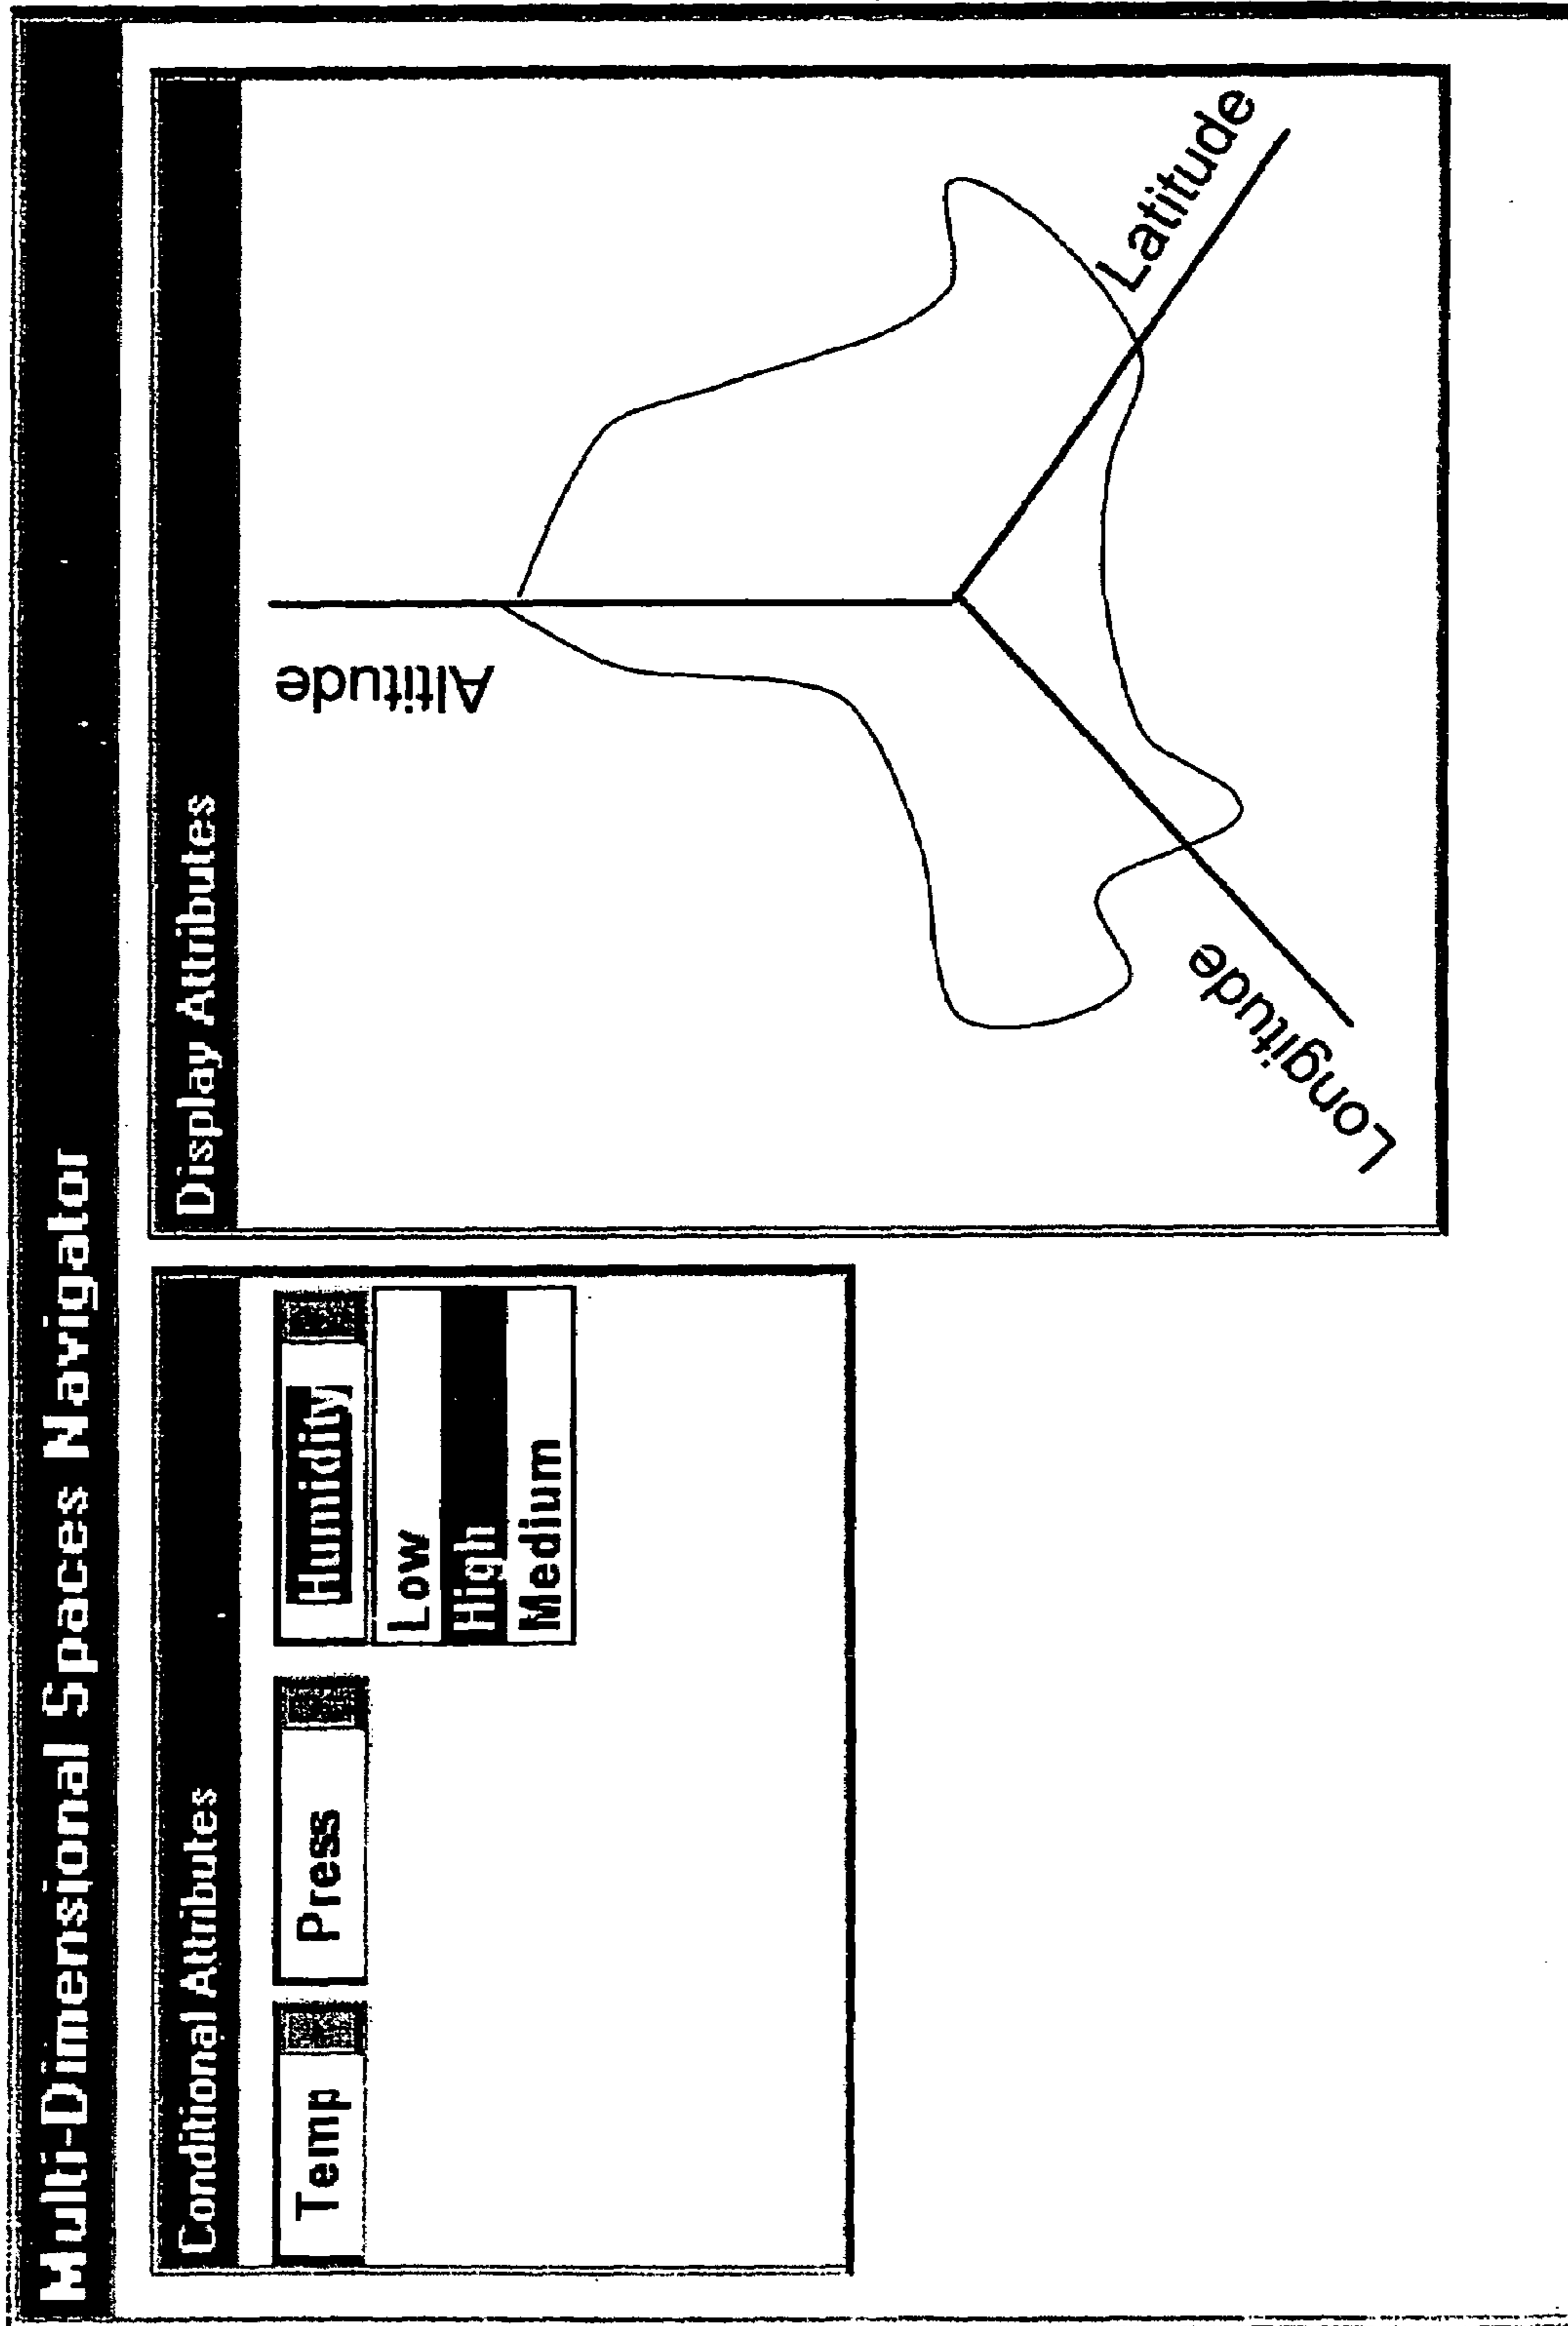 Multi-Dimensional Spaces Navigator
Conditional Attributes
Temp
Press
Humidity
Low
High
Medium
Display Attributes
Altitude
Longitude
Latitude